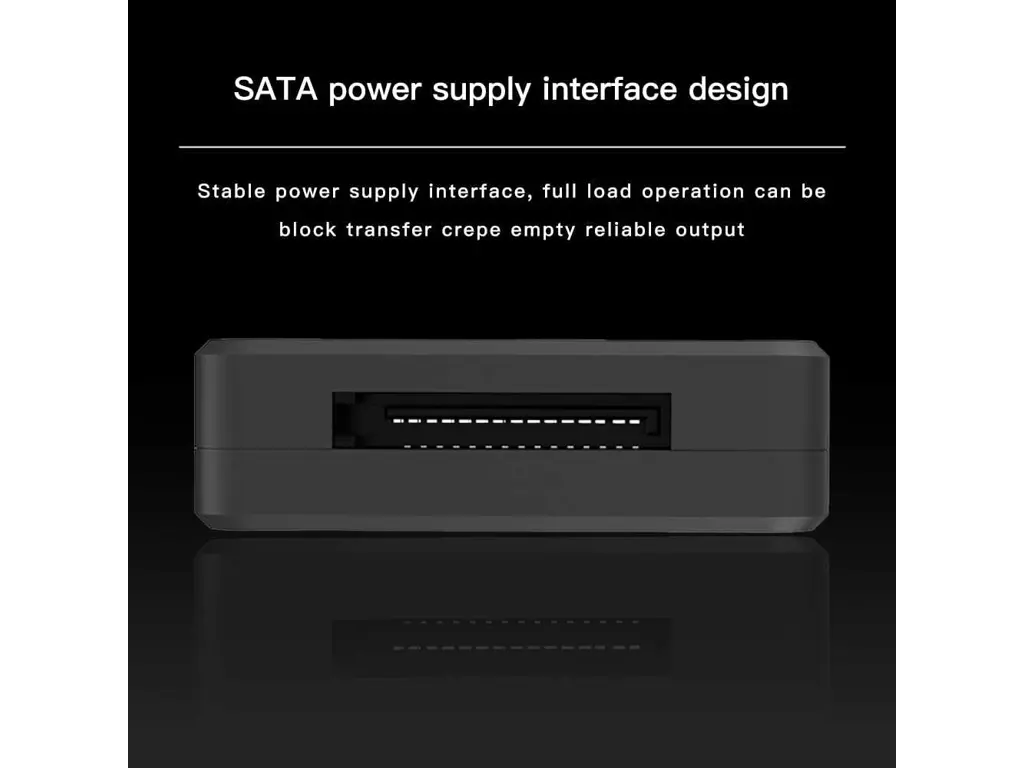 SATA power supply interface design
Stable power supply interface, full load operation can be
block transfer crepe empty reliable output